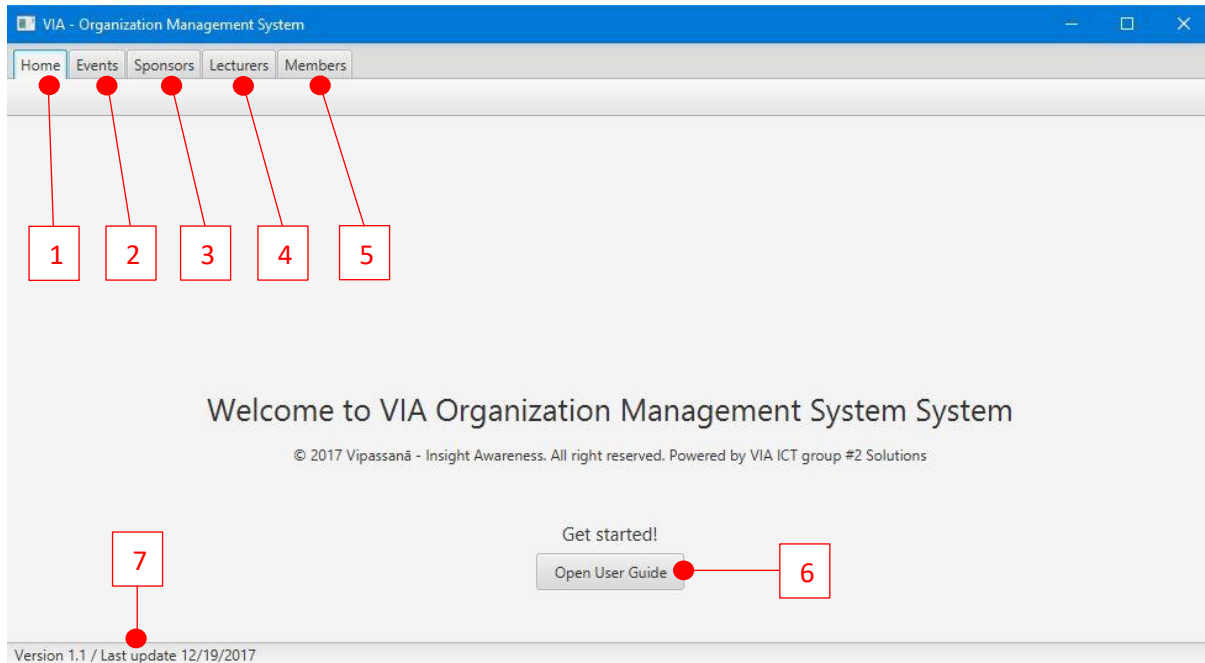 VIA - Organization Management System
Home Events Sponsors Lecturers Members
1 2 3 4 5
Welcome to VIA Organization Management System System
© 2017 Vipassanā - Insight Awareness. All right reserved. Powered by VIA ICT group #2 Solutions
Get started!
Open User Guide
7
6
Version 1.1 / Last update 12/19/2017